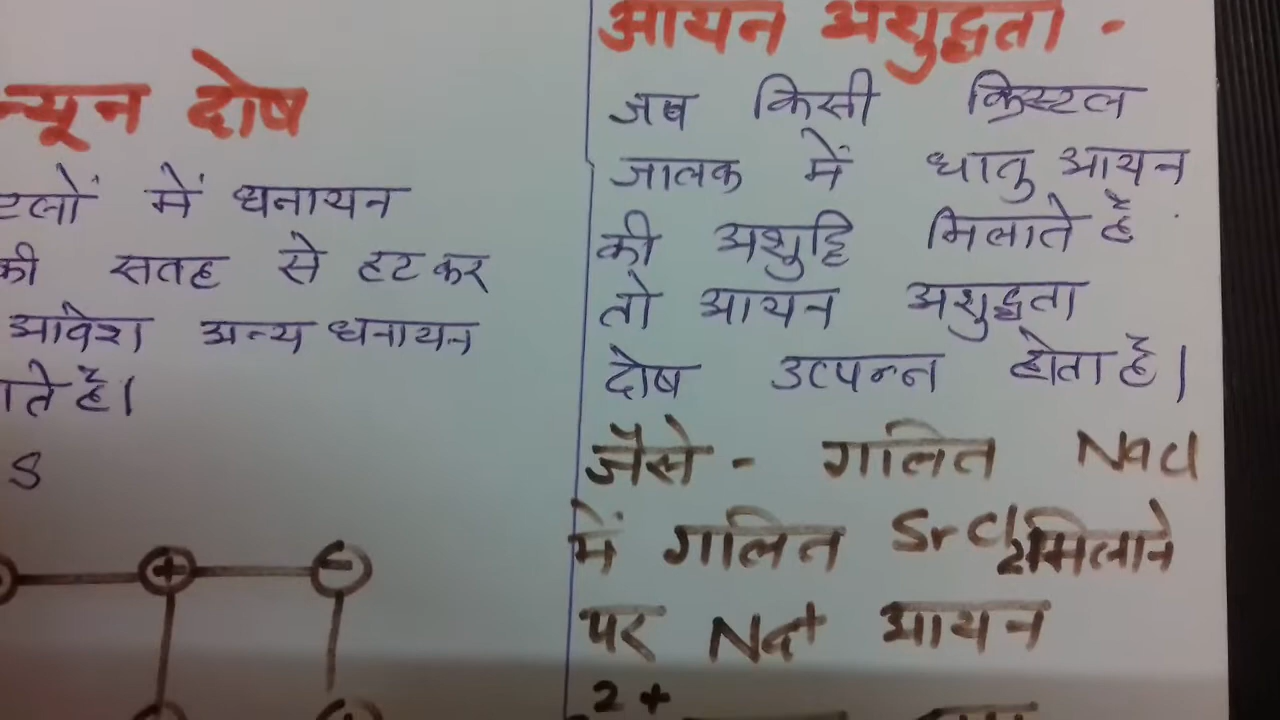 न्यून दोष
टलों में धनायन
की सतह से हटकर
आवेश अन्य धनायन
ाते है।
S
+ -
आयन अशुद्धता -
जब किसी क्रिस्टल
जालक में धातु आयन
की अशुद्दि मिलाते है
तो आयन अशुद्धता
दोष उत्पन्न होता है।
जैसे - गलित NaCl
में गलित SrCl2 मिलाने
पर Na+ आयन
2+